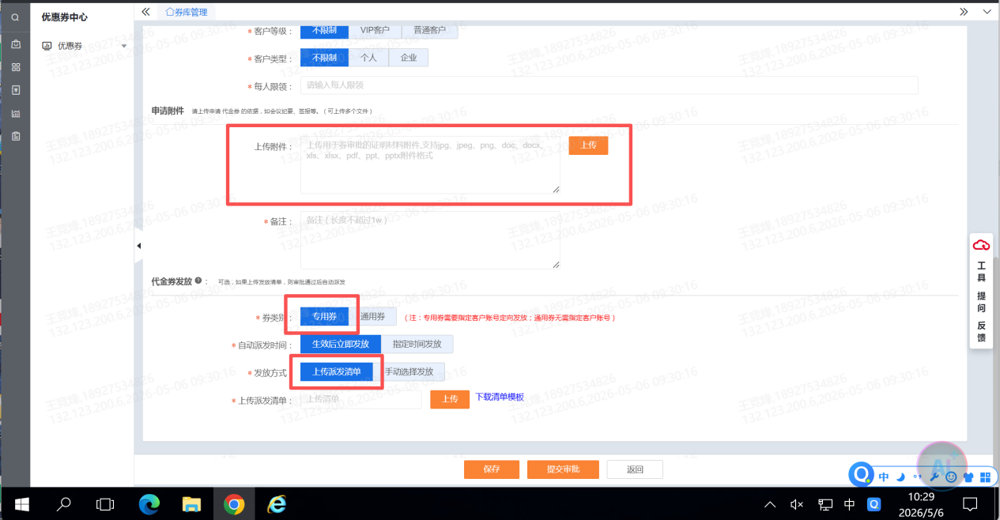 优惠券中心
券库管理
优惠券
* 客户等级：
不限制
VIP客户
普通客户
* 客户类型：
不限制
个人
企业
* 每人限领：
请输入每人限领
申请附件
请上传申请 代金券 的依据，如会议纪要、签报等。（ 可上传多个文件 ）
上传附件：
上传用于券审批的证明材料附件,支持jpg、jpeg、png、doc、docx、
xls、xlsx、pdf、ppt、pptx附件格式
上传
* 备注：
备注（ 长度不超过1w ）
代金券发放 ?：
可选，如果上传发放清单，则审批通过后自动派发
* 券类别：
专用券
通用券
（ 注：专用券需要指定客户账号定向发放；通用券无需指定客户账号 ）
* 自动派发时间：
生效后立即发放
指定时间发放
* 发放方式
上传派发清单
手动选择发放
* 上传派发清单：
上传清单
上传
下载清单模板
保存
提交审批
返回
工具
提问
反馈
AI
中
中
10:29
2026/5/6
132.123.200.6,2026-05-06 09:30:16